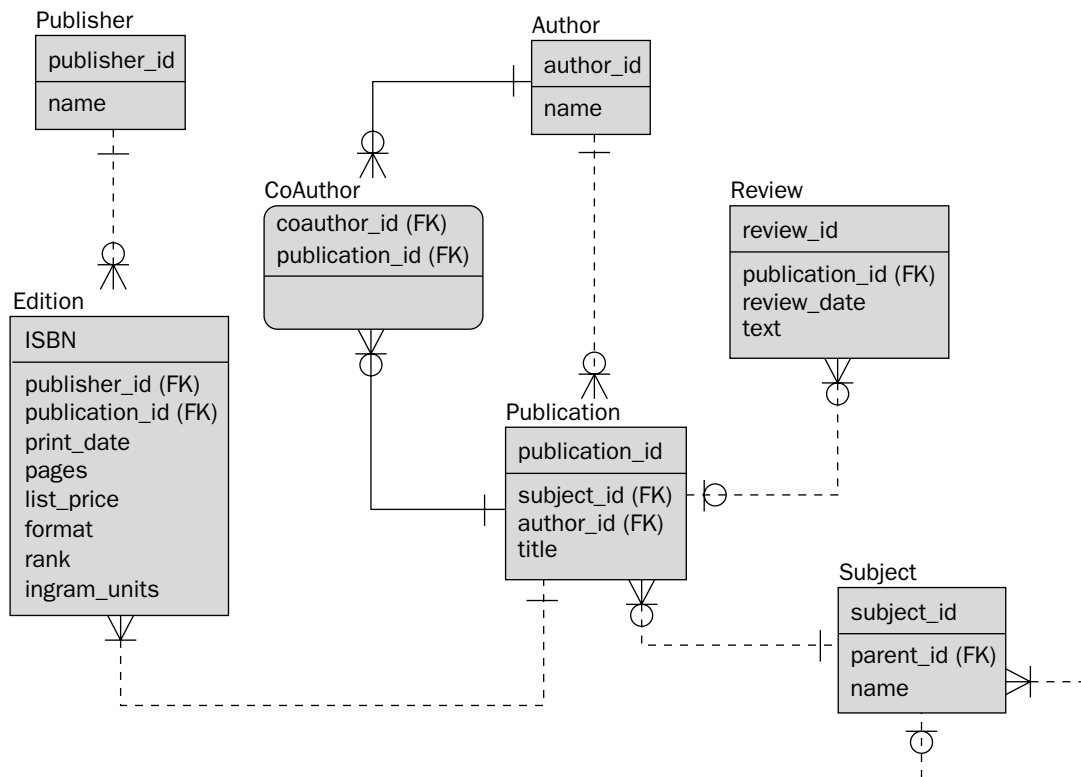 Publisher
publisher_id
name
Author
author_id
name
CoAuthor
coauthor_id (FK)
publication_id (FK)
Review
review_id
publication_id (FK)
review_date
text
Edition
ISBN
publisher_id (FK)
publication_id (FK)
print_date
pages
list_price
format
rank
ingram_units
Publication
publication_id
subject_id (FK)
author_id (FK)
title
Subject
subject_id
parent_id (FK)
name